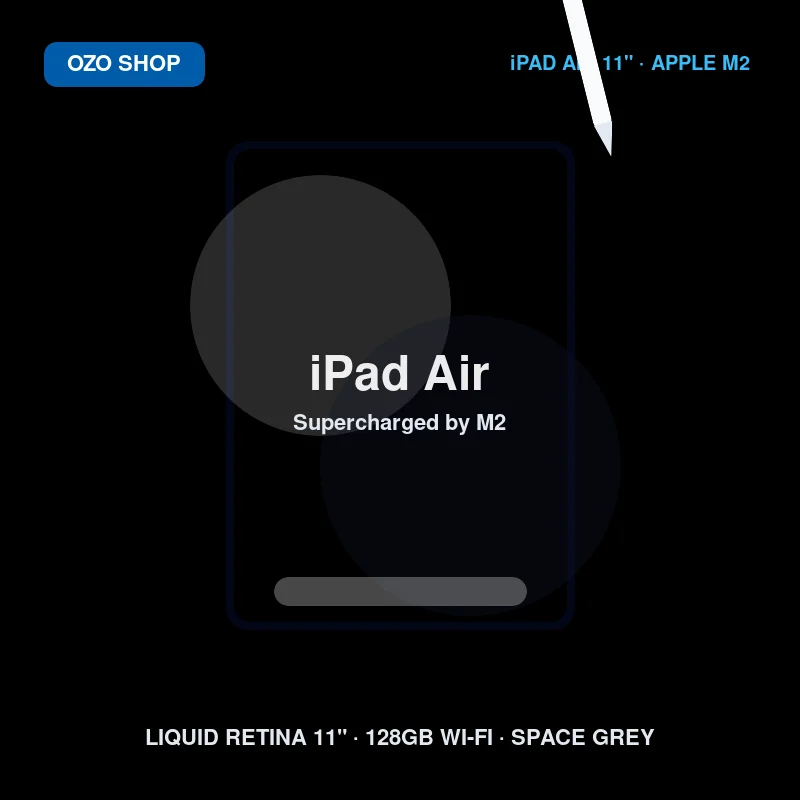 OZO SHOP
iPAD A 11" · APPLE M2
iPad Air
Supercharged by M2
LIQUID RETINA 11" · 128GB WI-FI · SPACE GREY